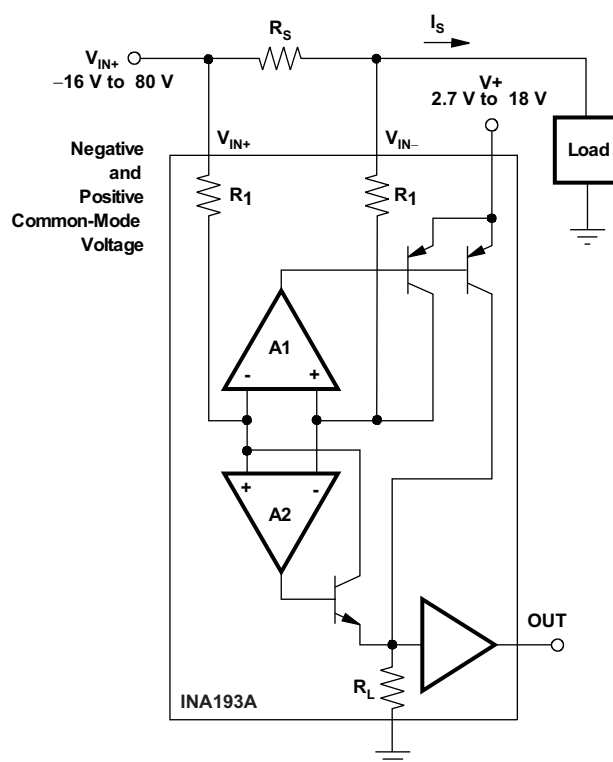 R_S
I_S
V_IN+
−16 V to 80 V
V+
2.7 V to 18 V
Load
V_IN+
V_IN−
Negative
and
Positive
Common-Mode
Voltage
R_1
R_1
A1
- +
+ -
A2
OUT
R_L
INA193A